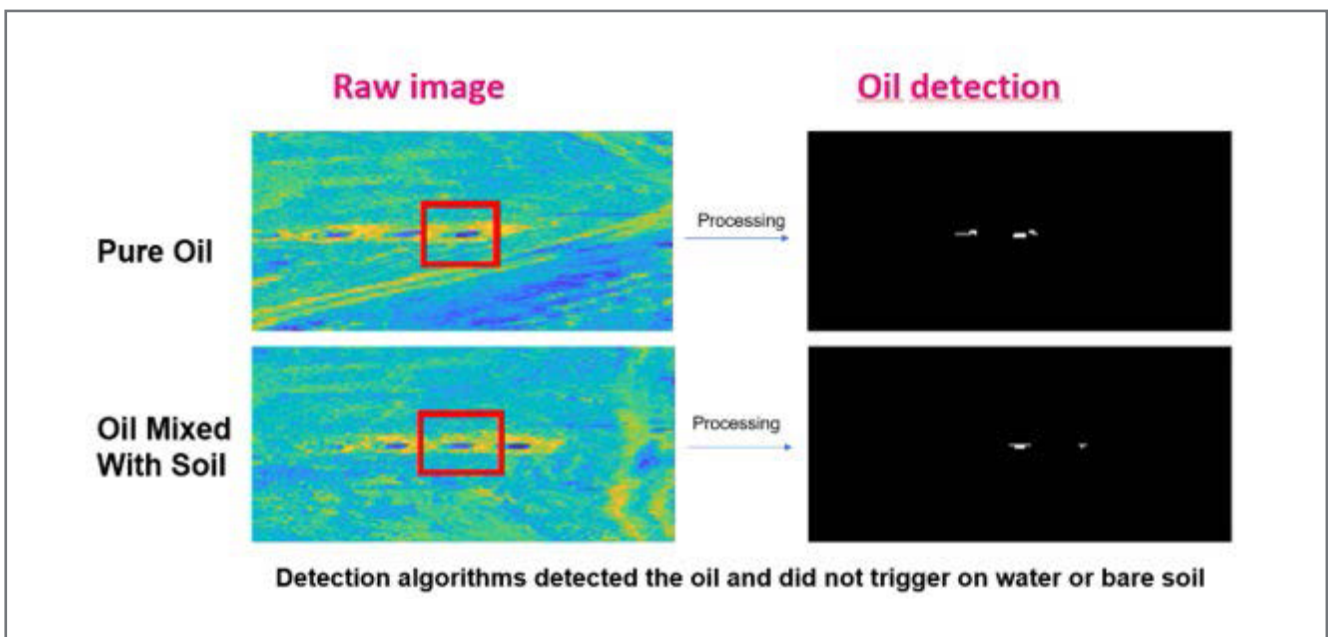 Raw image
Oil detection
Pure Oil
Processing
Oil Mixed
With Soil
Processing
Detection algorithms detected the oil and did not trigger on water or bare soil